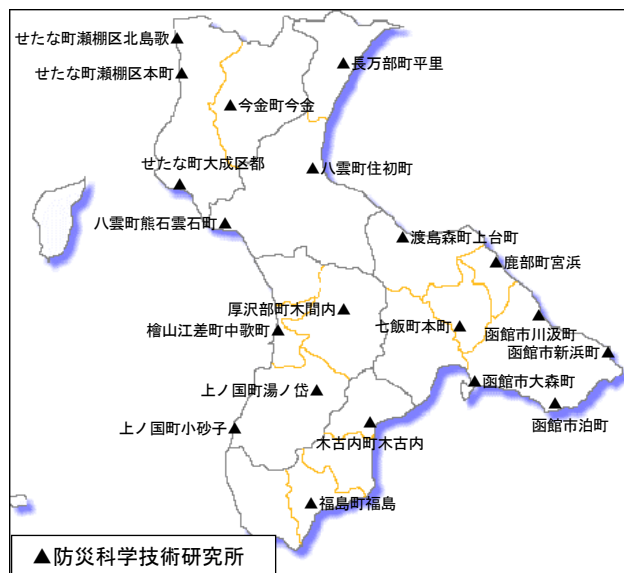 せたな町瀬棚区北島歌
長万部町平里
せたな町瀬棚区本町
今金町今金
せたな町大成区都
八雲町住初町
八雲町熊石雲石町
渡島森町上台町
鹿部町宮浜
厚沢部町木間内
七飯町本町
函館市川汲町
檜山江差町中歌町
函館市新浜町
函館市大森町
上ノ国町湯ノ岱
函館市泊町
上ノ国町小砂子
木古内町木古内
福島町福島
▲防災科学技術研究所